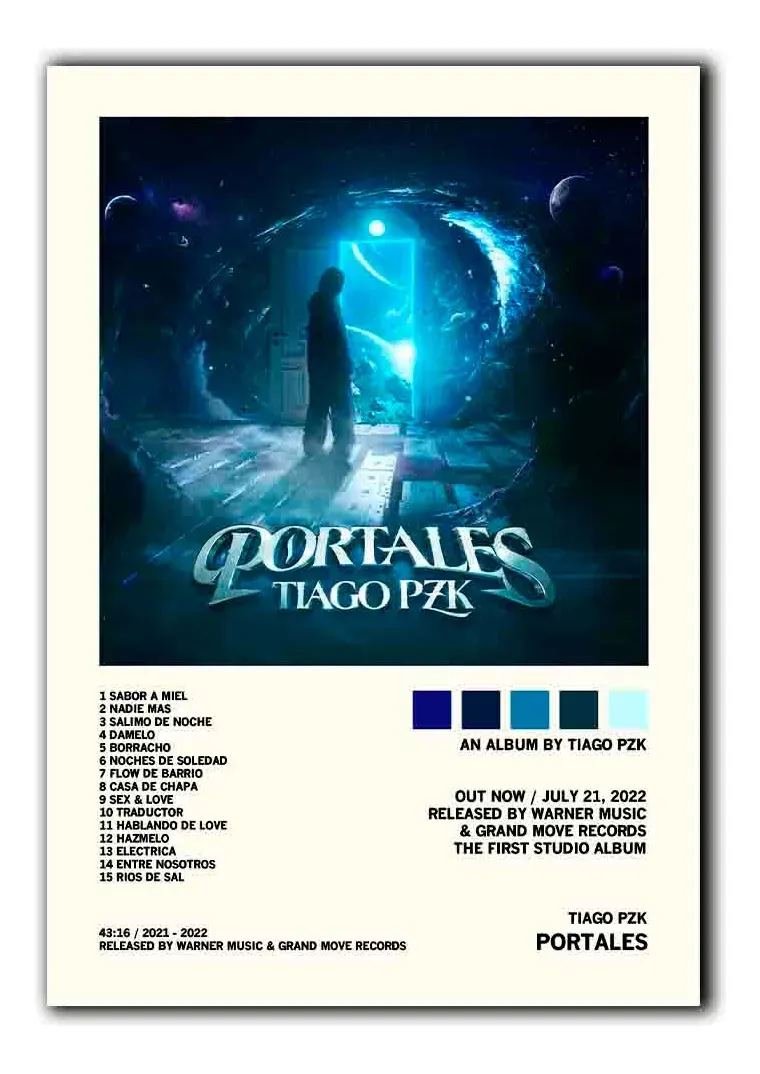 PORTALES
TIAGO PZK
1 SABOR A MIEL
2 NADIE MAS
3 SALIMO DE NOCHE
4 DAMELO
5 BORRACHO
6 NOCHES DE SOLEDAD
7 FLOW DE BARRIO
8 CASA DE CHAPA
9 SEX & LOVE
10 TRADUCTOR
11 HABLANDO DE LOVE
12 HAZMELO
13 ELECTRICA
14 ENTRE NOSOTROS
15 RIOS DE SAL
43:16 / 2021 - 2022
RELEASED BY WARNER MUSIC & GRAND MOVE RECORDS
AN ALBUM BY TIAGO PZK
OUT NOW / JULY 21, 2022
RELEASED BY WARNER MUSIC
& GRAND MOVE RECORDS
THE FIRST STUDIO ALBUM
TIAGO PZK
PORTALES